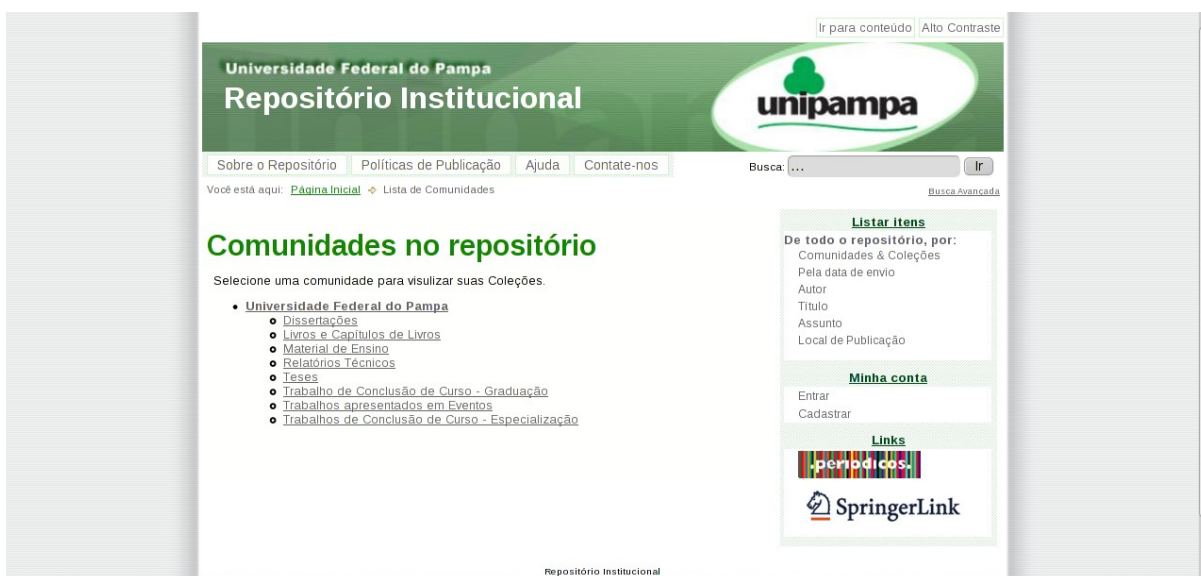 Ir para conteúdo Alto Contraste
Universidade Federal do Pampa
Repositório Institucional
unipampa
Sobre o Repositório Políticas de Publicação Ajuda Contate-nos
Busca: ... Ir
Você está aqui: Página Inicial Lista de Comunidades
Busca Avançada
Comunidades no repositório
Selecione uma comunidade para visulizar suas Coleções.
Universidade Federal do Pampa
Dissertações
Livros e Capítulos de Livros
Material de Ensino
Relatórios Técnicos
Teses
Trabalho de Conclusão de Curso - Graduação
Trabalhos apresentados em Eventos
Trabalhos de Conclusão de Curso - Especialização
Listar itens
De todo o repositório, por:
Comunidades & Coleções
Pela data de envio
Autor
Título
Assunto
Local de Publicação
Minha conta
Entrar
Cadastrar
Links
.periodicos.
SpringerLink
Repositório Institucional